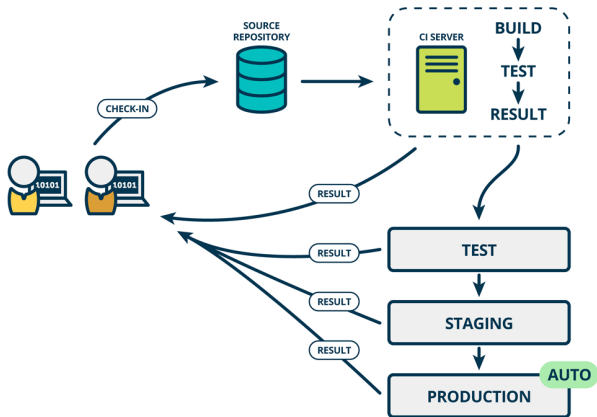 SOURCE
REPOSITORY
CI SERVER
BUILD
TEST
RESULT
CHECK-IN
10101
10101
RESULT
RESULT
TEST
RESULT
STAGING
RESULT
AUTO
PRODUCTION